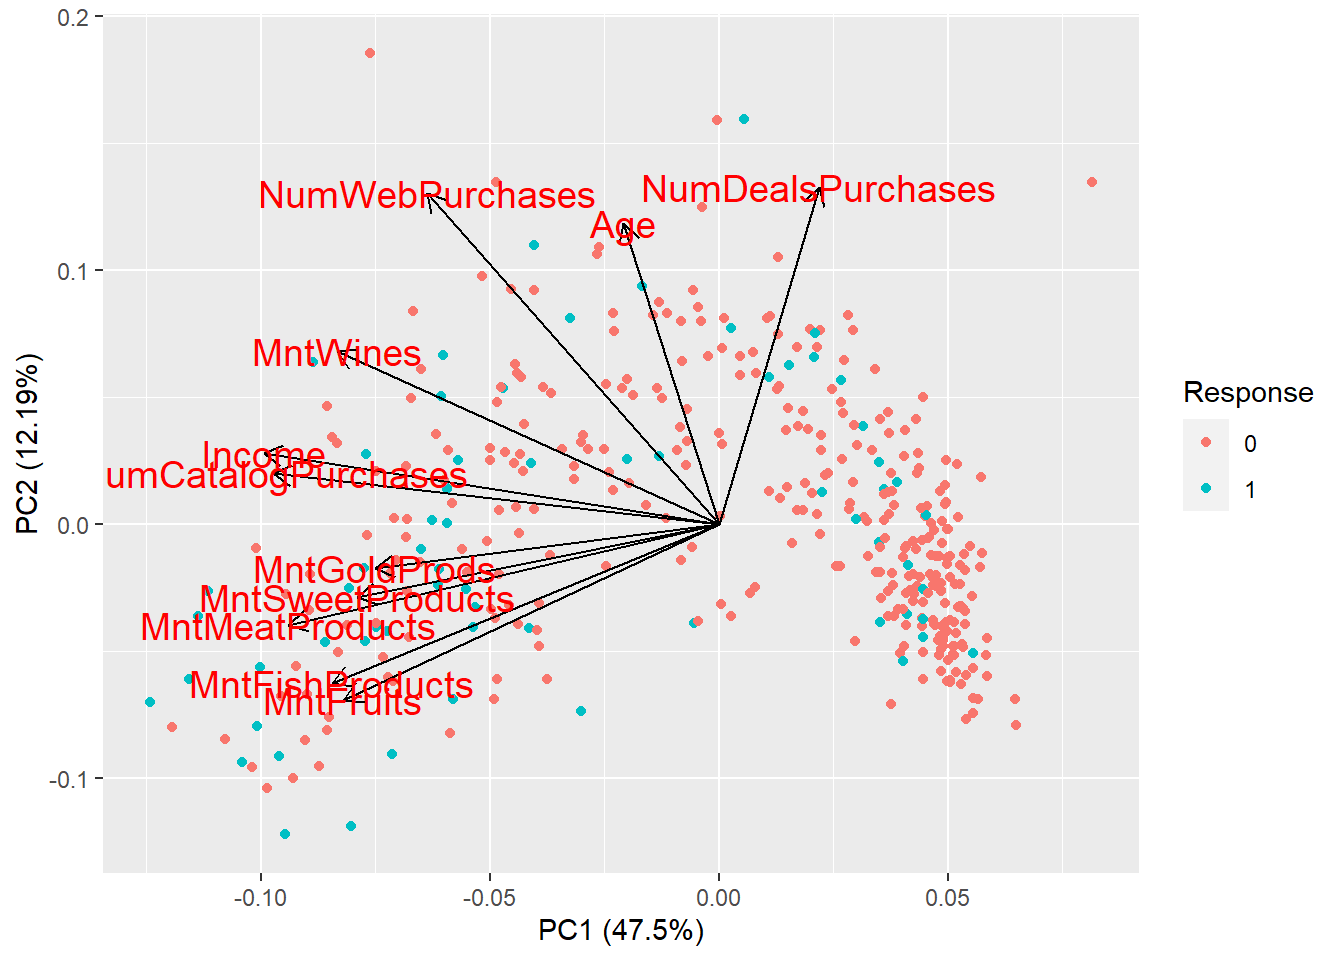 0.2
NumWebPurchases
NumDealsPurchases
Age
0.1
MntWines
Income
umCatalogPurchases
PC2 (12.19%)
0.0
MntGoldProds
MntSweetProducts
MntMeatProducts
MntFishProducts
MntFruits
-0.1
-0.10
-0.05
0.00
0.05
PC1 (47.5%)
Response
0
1